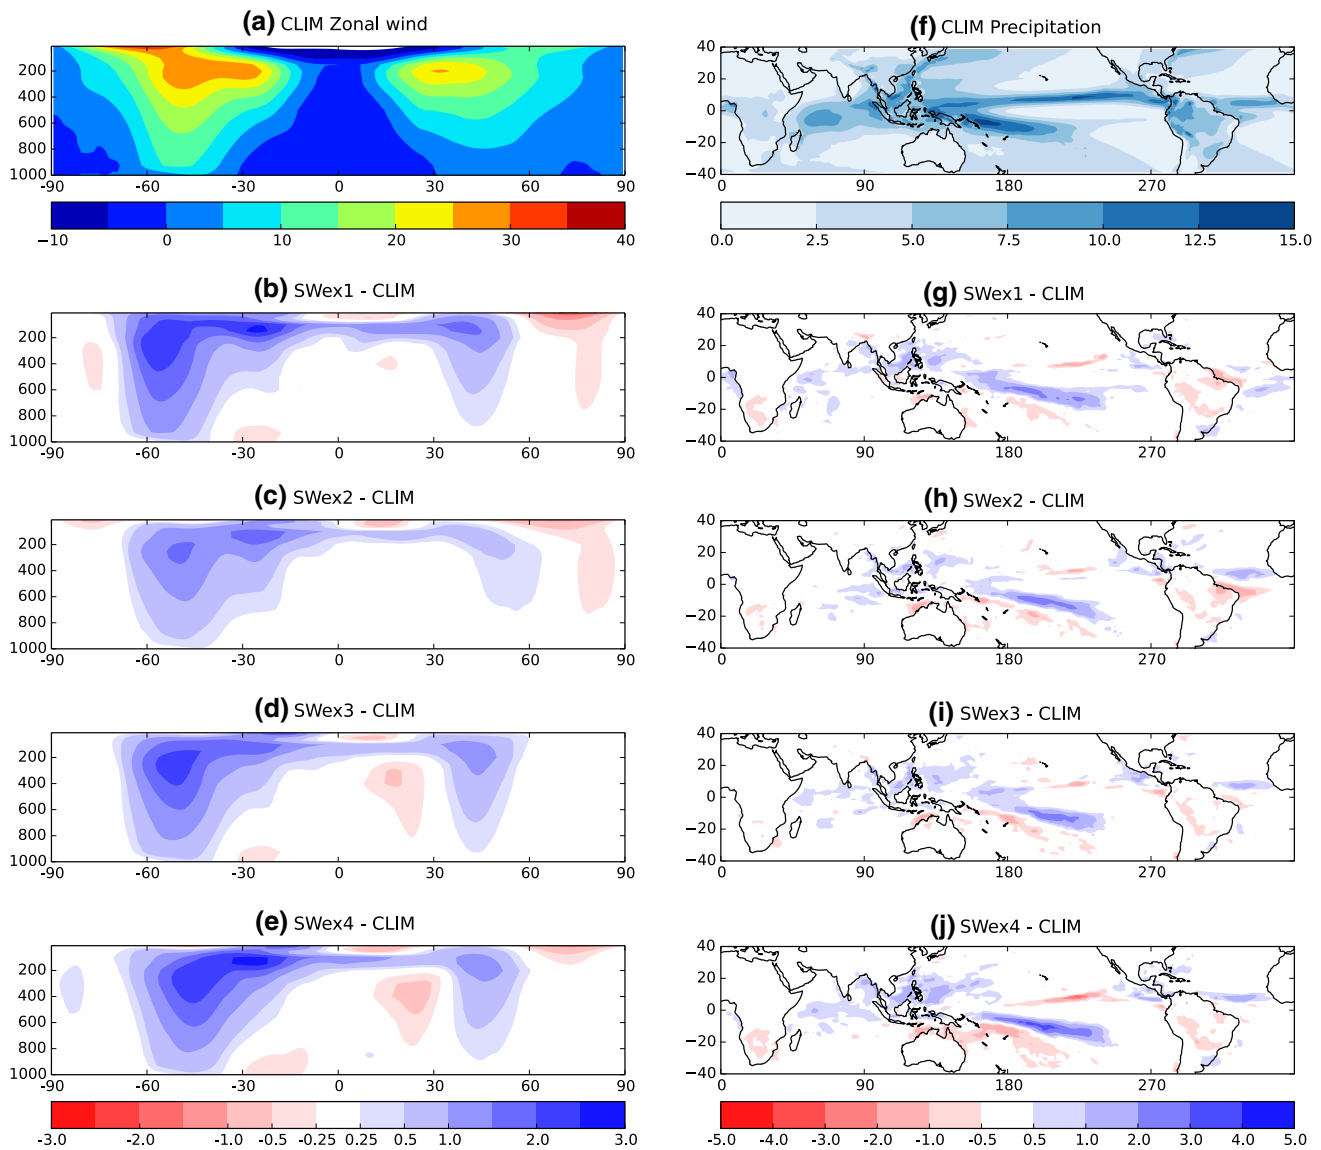 (a) CLIM Zonal wind
200
400
600
800
1000
-90 -60 -30 0 30 60 90
−10 0 10 20 30 40
(b) SWex1 - CLIM
200
400
600
800
1000
-90 -60 -30 0 30 60 90
(c) SWex2 - CLIM
200
400
600
800
1000
-90 -60 -30 0 30 60 90
(d) SWex3 - CLIM
200
400
600
800
1000
-90 -60 -30 0 30 60 90
(e) SWex4 - CLIM
200
400
600
800
1000
-90 -60 -30 0 30 60 90
-3.0 -2.0 -1.0 -0.5 -0.25 0.25 0.5 1.0 2.0 3.0
(f) CLIM Precipitation
40
20
0
−20
−40
0 90 180 270
0.0 2.5 5.0 7.5 10.0 12.5 15.0
(g) SWex1 - CLIM
40
20
0
−20
−40
0 90 180 270
(h) SWex2 - CLIM
40
20
0
−20
−40
0 90 180 270
(i) SWex3 - CLIM
40
20
0
−20
−40
0 90 180 270
(j) SWex4 - CLIM
40
20
0
−20
−40
0 90 180 270
-5.0 -4.0 -3.0 -2.0 -1.0 -0.5 0.5 1.0 2.0 3.0 4.0 5.0